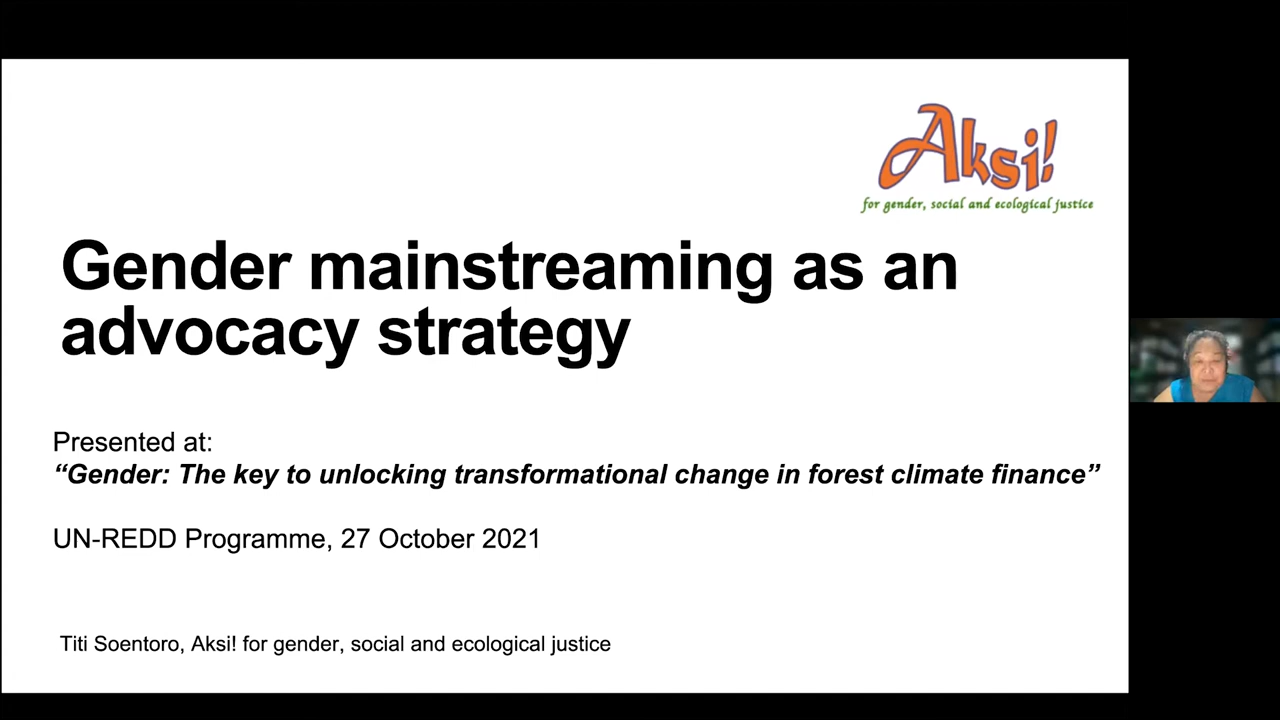 Aksi!
for gender, social and ecological justice
Gender mainstreaming as an
advocacy strategy
Presented at:
“Gender: The key to unlocking transformational change in forest climate finance”
UN-REDD Programme, 27 October 2021
Titi Soentoro, Aksi! for gender, social and ecological justice